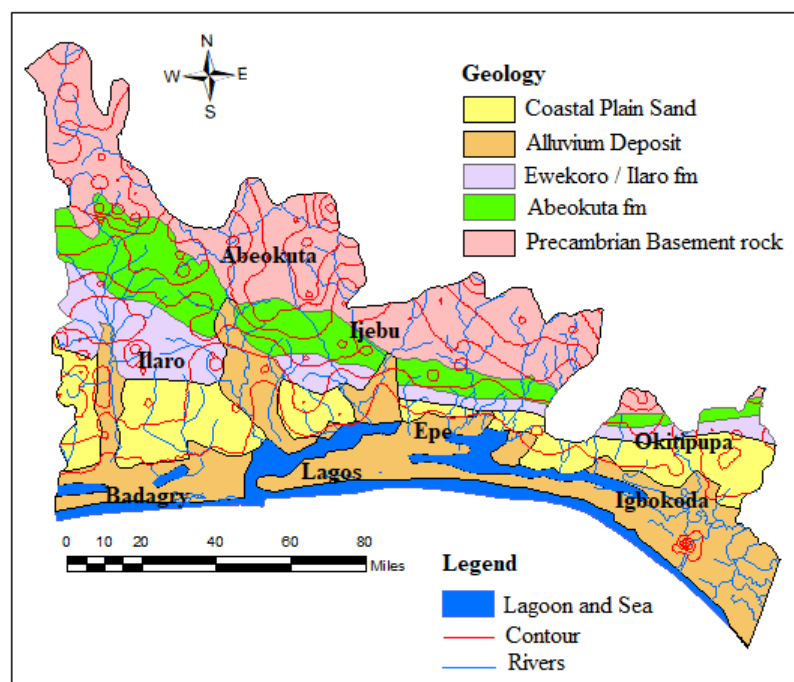 N
W E
S
Geology
Coastal Plain Sand
Alluvium Deposit
Ewekoro / Ilaro fm
Abeokuta fm
Precambrian Basement rock
Abeokuta
Ijebu
Ilaro
Epe
Okitipupa
Lagos
Badagry
Igbokoda
0 10 20 40 60 80
Miles
Legend
Lagoon and Sea
Contour
Rivers